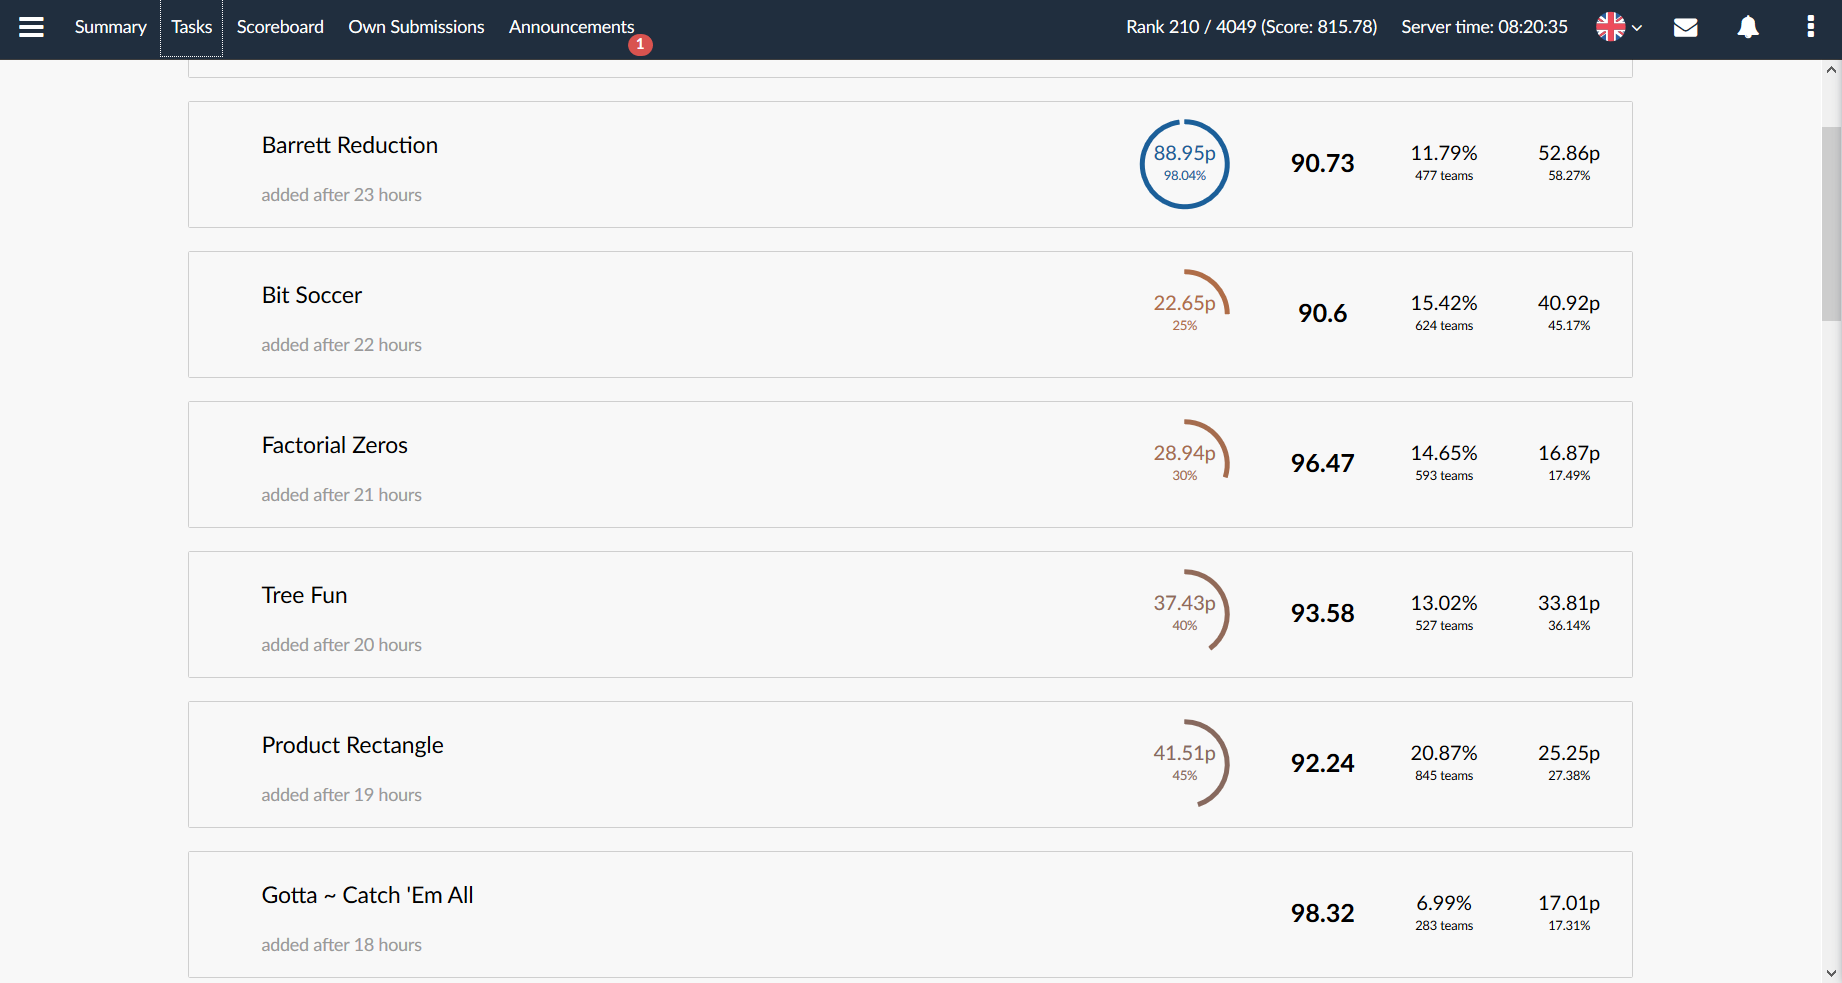 Summary Tasks Scoreboard Own Submissions Announcements 1 Rank 210 / 4049 (Score: 815.78) Server time: 08:20:35
Barrett Reduction
added after 23 hours
88.95p
98.04%
90.73
11.79%
477 teams
52.86p
58.27%
Bit Soccer
added after 22 hours
22.65p
25%
90.6
15.42%
624 teams
40.92p
45.17%
Factorial Zeros
added after 21 hours
28.94p
30%
96.47
14.65%
593 teams
16.87p
17.49%
Tree Fun
added after 20 hours
37.43p
40%
93.58
13.02%
527 teams
33.81p
36.14%
Product Rectangle
added after 19 hours
41.51p
45%
92.24
20.87%
845 teams
25.25p
27.38%
Gotta ~ Catch 'Em All
added after 18 hours
98.32
6.99%
283 teams
17.01p
17.31%